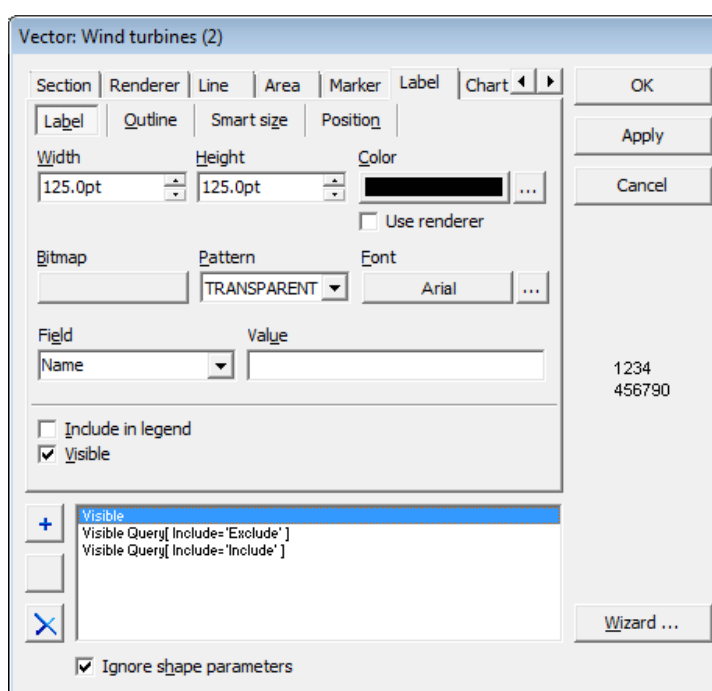 Vector: Wind turbines (2)
Section Renderer Line Area Marker Label Chart
OK
Label Outline Smart size Position
Apply
Width Height Color
125.0pt 125.0pt ...
Cancel
Use renderer
Bitmap Pattern Font
TRANSPARENT Arial ...
Field Value
Name
1234
456790
Include in legend
Visible
+
Visible
Visible Query[ Include='Exclude' ]
Visible Query[ Include='Include' ]
Wizard ...
Ignore shape parameters